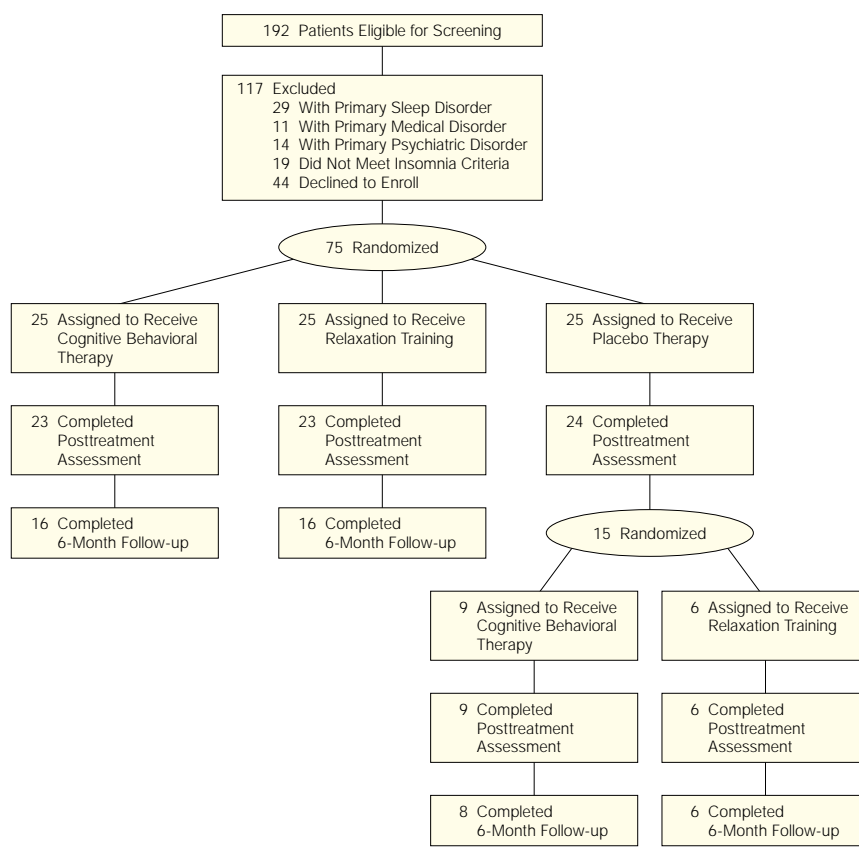 192 Patients Eligible for Screening
117 Excluded
29 With Primary Sleep Disorder
11 With Primary Medical Disorder
14 With Primary Psychiatric Disorder
19 Did Not Meet Insomnia Criteria
44 Declined to Enroll
75 Randomized
25 Assigned to Receive
Cognitive Behavioral
Therapy
25 Assigned to Receive
Relaxation Training
25 Assigned to Receive
Placebo Therapy
23 Completed
Posttreatment
Assessment
23 Completed
Posttreatment
Assessment
24 Completed
Posttreatment
Assessment
16 Completed
6-Month Follow-up
16 Completed
6-Month Follow-up
15 Randomized
9 Assigned to Receive
Cognitive Behavioral
Therapy
6 Assigned to Receive
Relaxation Training
9 Completed
Posttreatment
Assessment
6 Completed
Posttreatment
Assessment
8 Completed
6-Month Follow-up
6 Completed
6-Month Follow-up